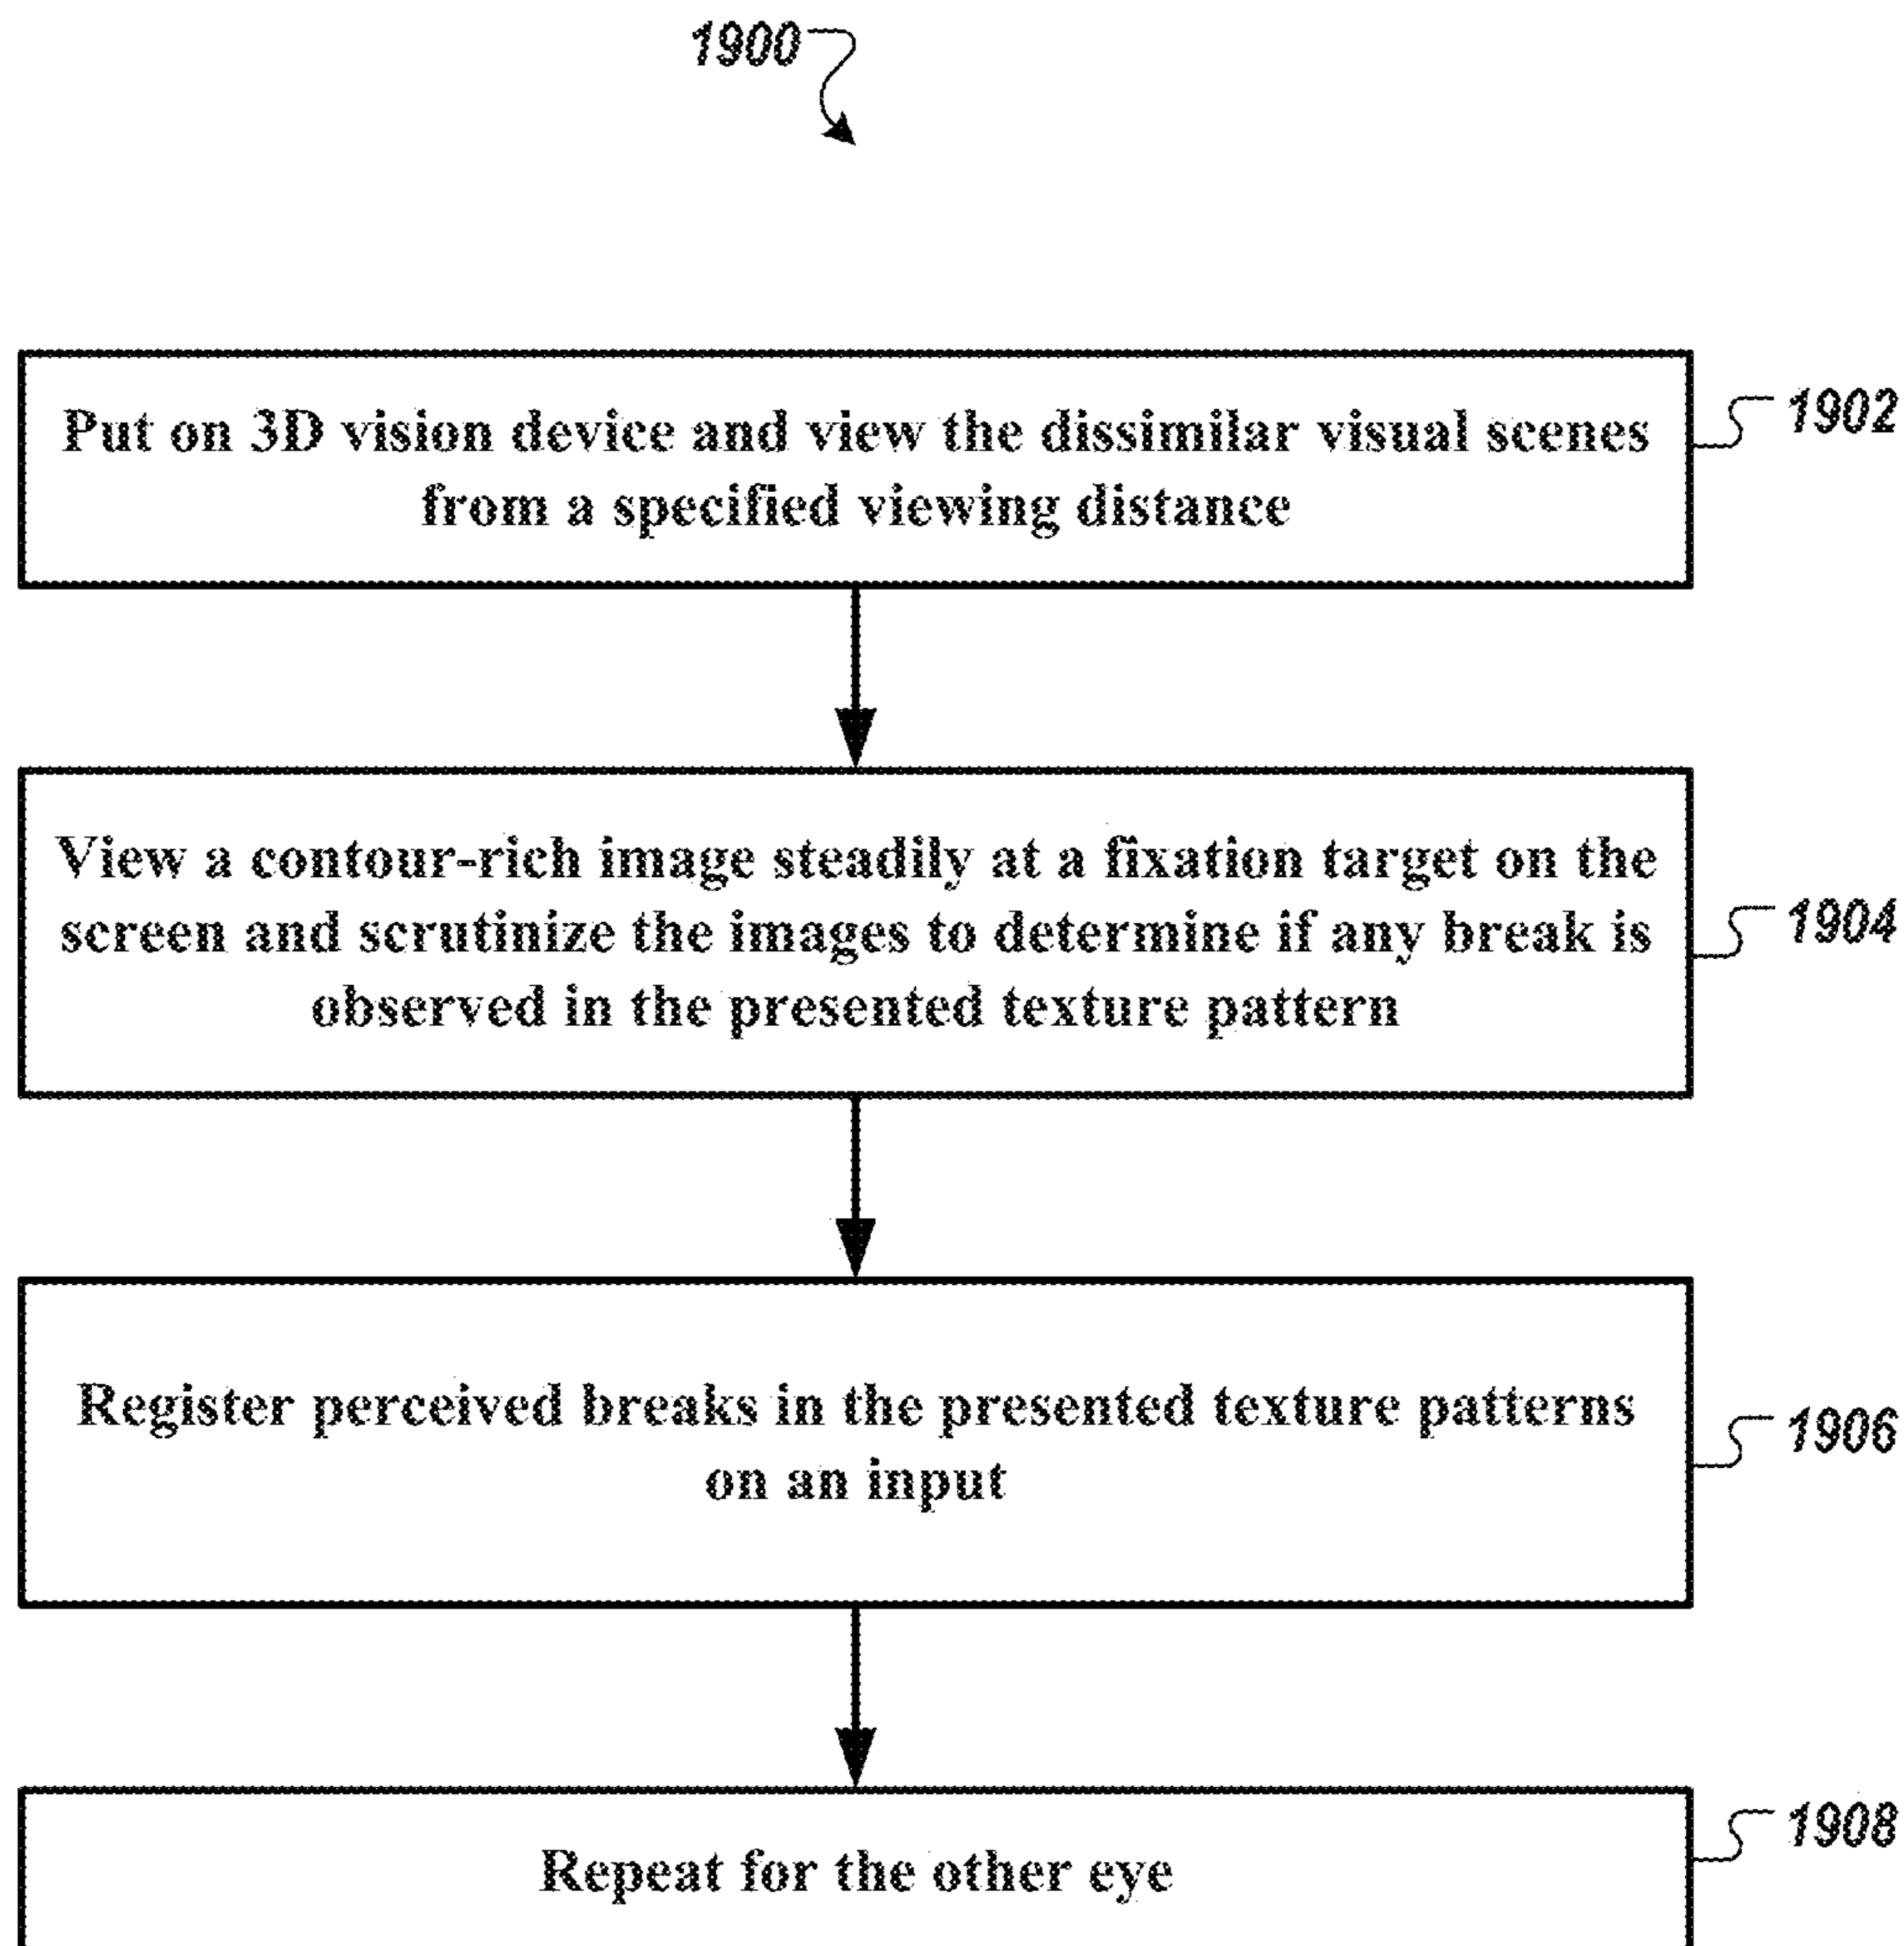 1900
Put on 3D vision device and view the dissimilar visual scenes
from a specified viewing distance
1902
View a contour-rich image steadily at a fixation target on the
screen and scrutinize the images to determine if any break is
observed in the presented texture pattern
1904
Register perceived breaks in the presented texture patterns
on an input
1906
Repeat for the other eye
1908